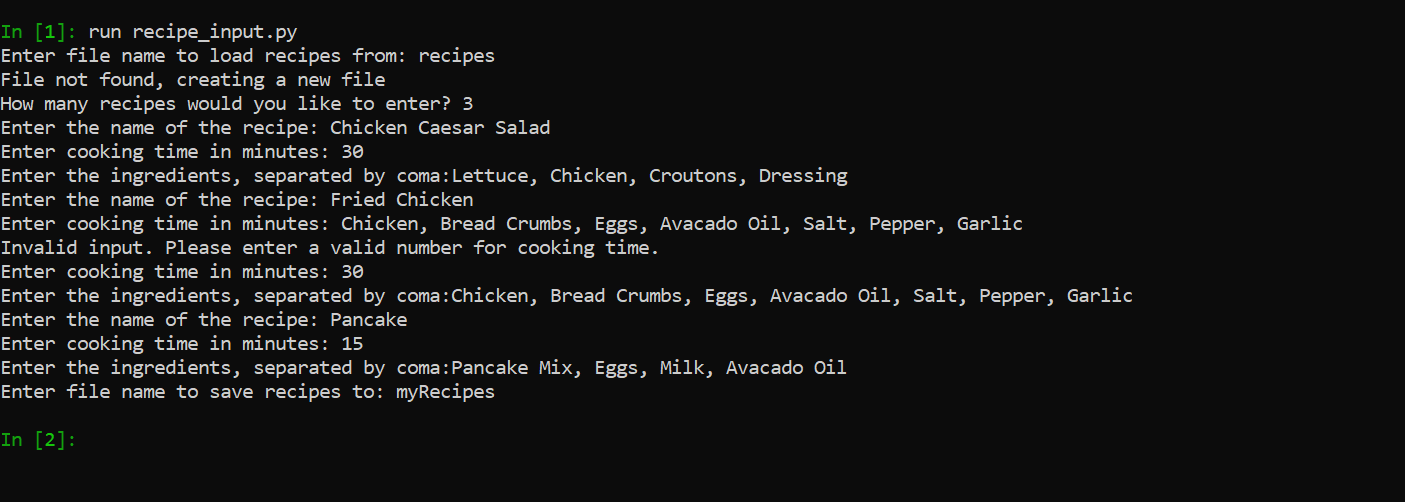 In [1]: run recipe_input.py
Enter file name to load recipes from: recipes
File not found, creating a new file
How many recipes would you like to enter? 3
Enter the name of the recipe: Chicken Caesar Salad
Enter cooking time in minutes: 30
Enter the ingredients, separated by coma:Lettuce, Chicken, Croutons, Dressing
Enter the name of the recipe: Fried Chicken
Enter cooking time in minutes: Chicken, Bread Crumbs, Eggs, Avacado Oil, Salt, Pepper, Garlic
Invalid input. Please enter a valid number for cooking time.
Enter cooking time in minutes: 30
Enter the ingredients, separated by coma:Chicken, Bread Crumbs, Eggs, Avacado Oil, Salt, Pepper, Garlic
Enter the name of the recipe: Pancake
Enter cooking time in minutes: 15
Enter the ingredients, separated by coma:Pancake Mix, Eggs, Milk, Avacado Oil
Enter file name to save recipes to: myRecipes
In [2]: